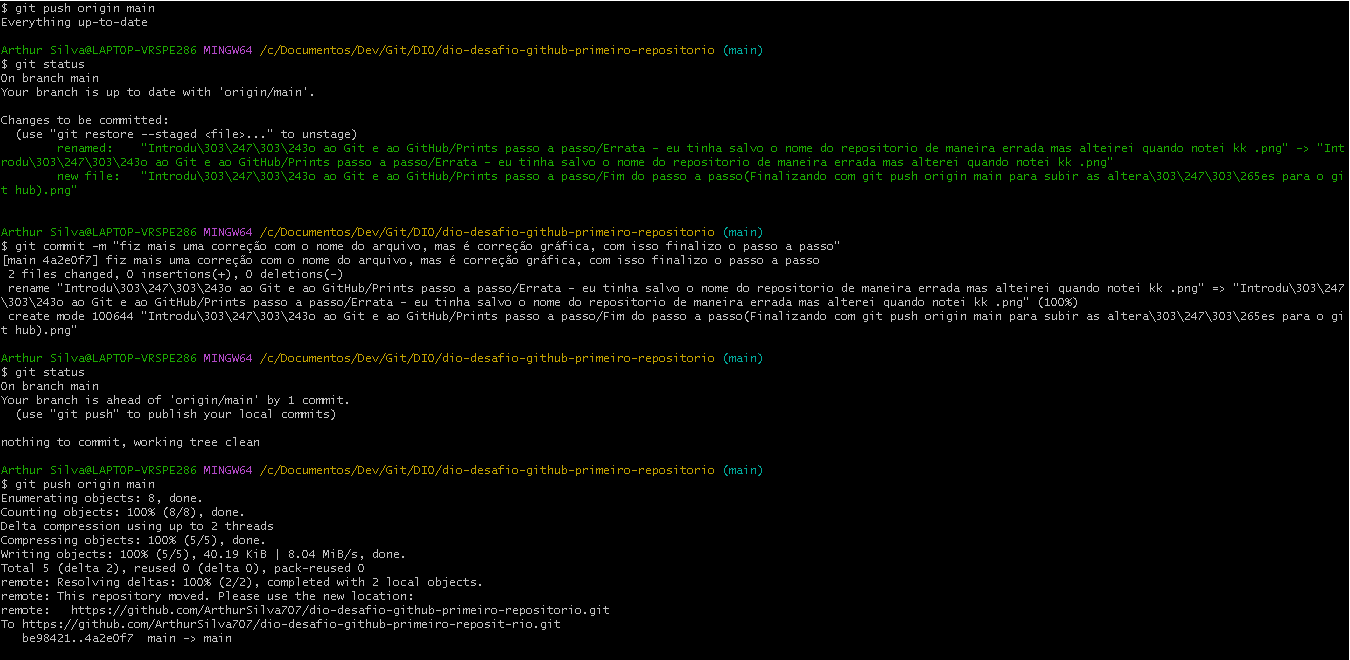 $ git push origin main
Everything up-to-date
Arthur Silva@LAPTOP-VRSPE286 MINGW64 /c/Documentos/Dev/Git/DIO/dio-desafio-github-primeiro-repositorio (main)
$ git status
On branch main
Your branch is up to date with 'origin/main'.
Changes to be committed:
  (use "git restore --staged <file>..." to unstage)
        renamed:    "Introdu\303\247\303\243o ao Git e ao GitHub/Prints passo a passo/Errata - eu tinha salvo o nome do repositorio de maneira errada mas alteirei quando notei kk .png" -> "Int
rodu\303\247\303\243o ao Git e ao GitHub/Prints passo a passo/Errata - eu tinha salvo o nome do repositorio de maneira errada mas alterei quando notei kk .png"
        new file:   "Introdu\303\247\303\243o ao Git e ao GitHub/Prints passo a passo/Fim do passo a passo(Finalizando com git push origin main para subir as altera\303\247\303\265es para o gi
t hub).png"
Arthur Silva@LAPTOP-VRSPE286 MINGW64 /c/Documentos/Dev/Git/DIO/dio-desafio-github-primeiro-repositorio (main)
$ git commit -m "fiz mais uma correção com o nome do arquivo, mas é correção gráfica, com isso finalizo o passo a passo"
[main 4a2e0f7] fiz mais uma correção com o nome do arquivo, mas é correção gráfica, com isso finalizo o passo a passo
 2 files changed, 0 insertions(+), 0 deletions(-)
 rename "Introdu\303\247\303\243o ao Git e ao GitHub/Prints passo a passo/Errata - eu tinha salvo o nome do repositorio de maneira errada mas alteirei quando notei kk .png" => "Introdu\303\247
\303\243o ao Git e ao GitHub/Prints passo a passo/Errata - eu tinha salvo o nome do repositorio de maneira errada mas alterei quando notei kk .png" (100%)
 create mode 100644 "Introdu\303\247\303\243o ao Git e ao GitHub/Prints passo a passo/Fim do passo a passo(Finalizando com git push origin main para subir as altera\303\247\303\265es para o gi
t hub).png"
Arthur Silva@LAPTOP-VRSPE286 MINGW64 /c/Documentos/Dev/Git/DIO/dio-desafio-github-primeiro-repositorio (main)
$ git status
On branch main
Your branch is ahead of 'origin/main' by 1 commit.
  (use "git push" to publish your local commits)
nothing to commit, working tree clean
Arthur Silva@LAPTOP-VRSPE286 MINGW64 /c/Documentos/Dev/Git/DIO/dio-desafio-github-primeiro-repositorio (main)
$ git push origin main
Enumerating objects: 8, done.
Counting objects: 100% (8/8), done.
Delta compression using up to 2 threads
Compressing objects: 100% (5/5), done.
Writing objects: 100% (5/5), 40.19 KiB | 8.04 MiB/s, done.
Total 5 (delta 2), reused 0 (delta 0), pack-reused 0
remote: Resolving deltas: 100% (2/2), completed with 2 local objects.
remote: This repository moved. Please use the new location:
remote:   https://github.com/ArthurSilva707/dio-desafio-github-primeiro-repositorio.git
To https://github.com/ArthurSilva707/dio-desafio-github-primeiro-reposit-rio.git
   be98421..4a2e0f7  main -> main